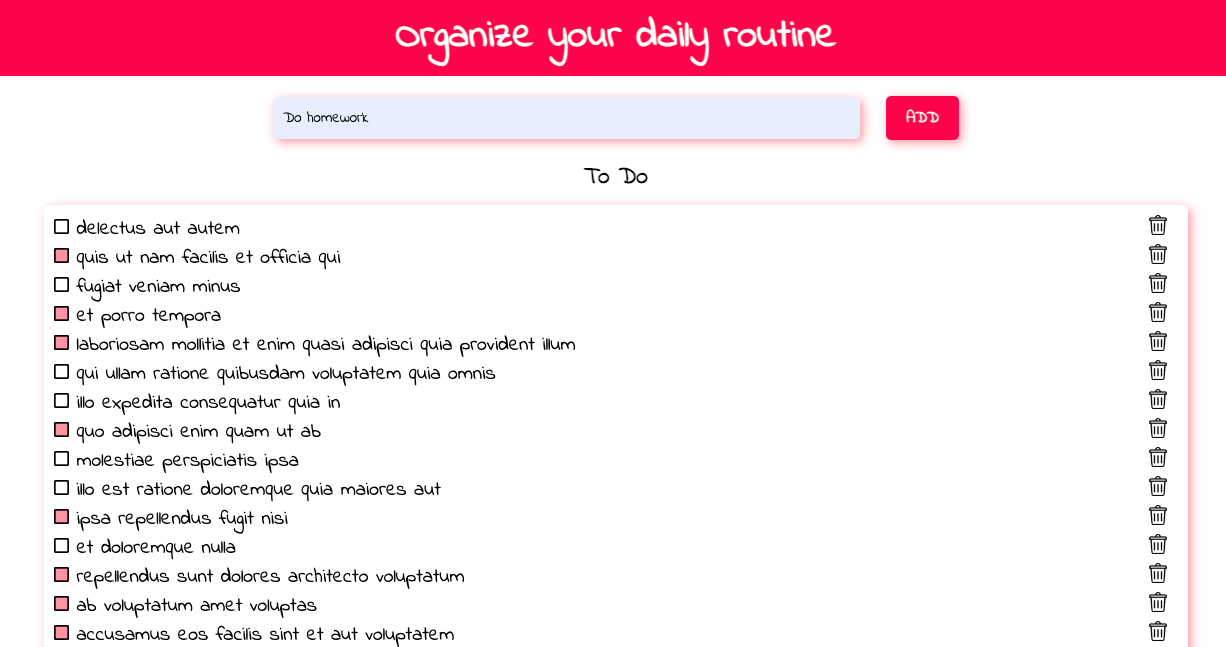 Organize your daily routine
Do homework
ADD
To Do
delectus aut autem
quis ut nam facilis et officia qui
fugiat veniam minus
et porro tempora
laboriosam mollitia et enim quasi adipisci quia provident illum
qui ullam ratione quibusdam voluptatem quia omnis
illo expedita consequatur quia in
quo adipisci enim quam ut ab
molestiae perspiciatis ipsa
illo est ratione doloremque quia maiores aut
ipsa repellendus fugit nisi
et doloremque nulla
repellendus sunt dolores architecto voluptatum
ab voluptatum amet voluptas
accusamus eos facilis sint et aut voluptatem